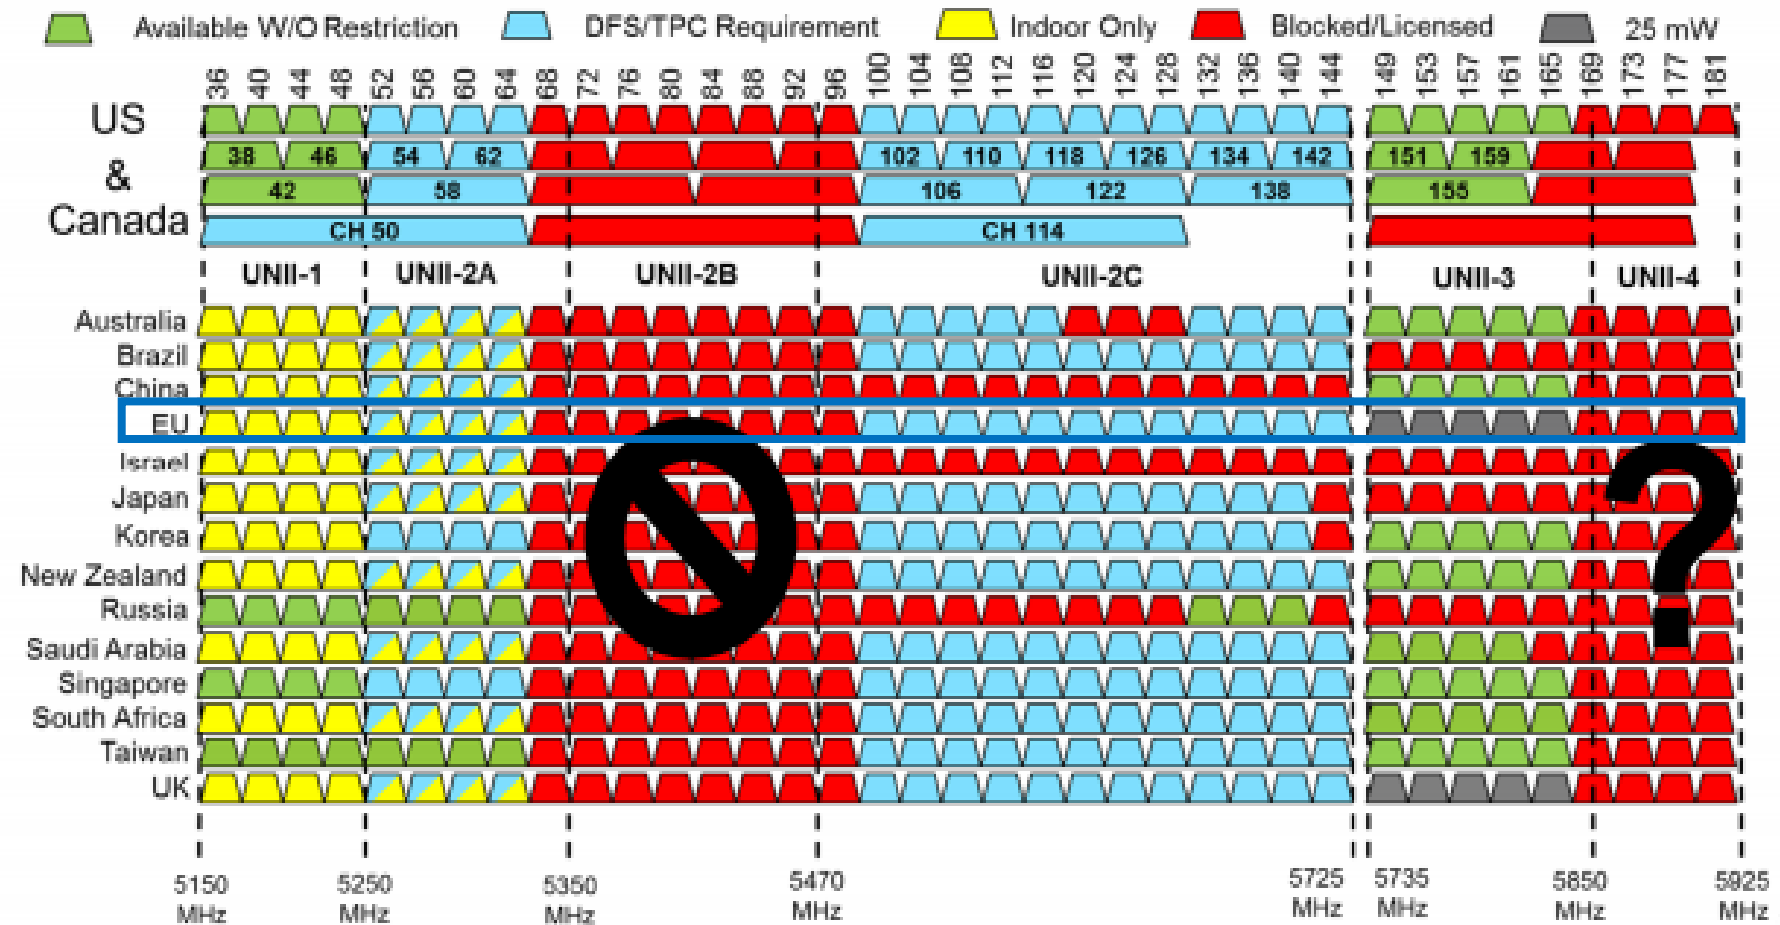 Available W/O Restriction DFS/TPC Requirement Indoor Only Blocked/Licensed 25 mW
36 40 44 48 52 56 60 64 68 72 76 80 84 88 92 96 100 104 108 112 116 120 124 128 132 136 140 144 149 153 157 161 165 169 173 177 181
US
38 46 54 62 102 110 118 126 134 142 151 159
&
42 58 106 122 138 155
Canada
CH 50 CH 114
UNII-1 UNII-2A UNII-2B UNII-2C UNII-3 UNII-4
Australia
Brazil
China
EU
Israel
Japan
Korea
New Zealand
Russia
Saudi Arabia
Singapore
South Africa
Taiwan
UK
?
5150 5250 5350 5470 5725 5735 5850 5925
MHz MHz MHz MHz MHz MHz MHz MHz